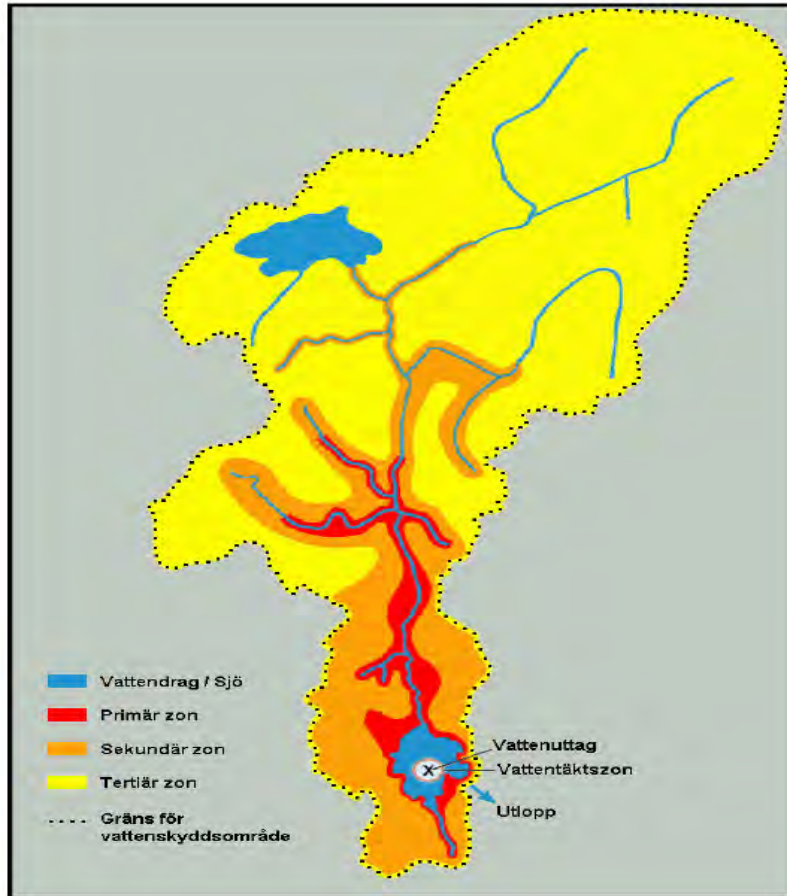 Vattendrag / Sjö
Primär zon
Sekundär zon
Tertiär zon
Gräns för
vattenskyddsområde
X
Vattenuttag
Vattentäktszon
Utlopp